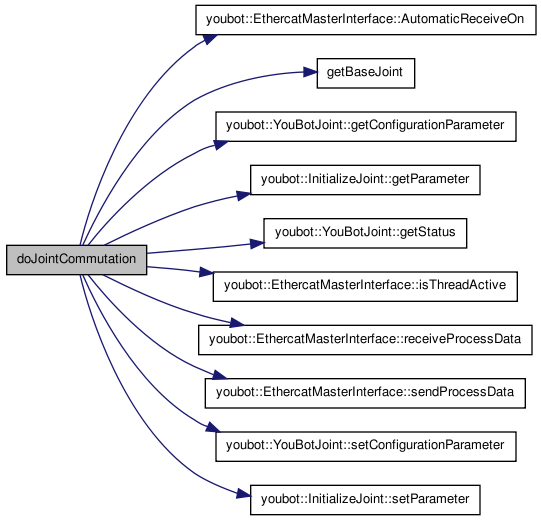 youbot::EthercatMasterInterface::AutomaticReceiveOn
getBaseJoint
youbot::YouBotJoint::getConfigurationParameter
youbot::InitializeJoint::getParameter
youbot::YouBotJoint::getStatus
doJointCommutation
youbot::EthercatMasterInterface::isThreadActive
youbot::EthercatMasterInterface::receiveProcessData
youbot::EthercatMasterInterface::sendProcessData
youbot::YouBotJoint::setConfigurationParameter
youbot::InitializeJoint::setParameter